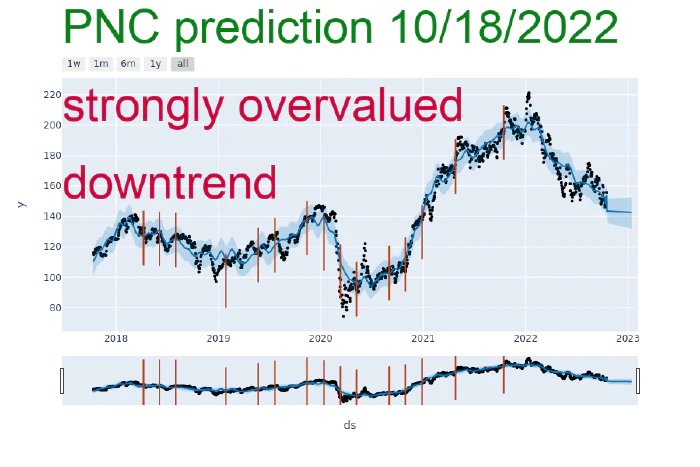 PNC prediction 10/18/2022
1w 1m 6m 1y all
strongly overvalued
downtrend
220
200
180
160
140
120
100
80
y
2018 2019 2020 2021 2022 2023
ds